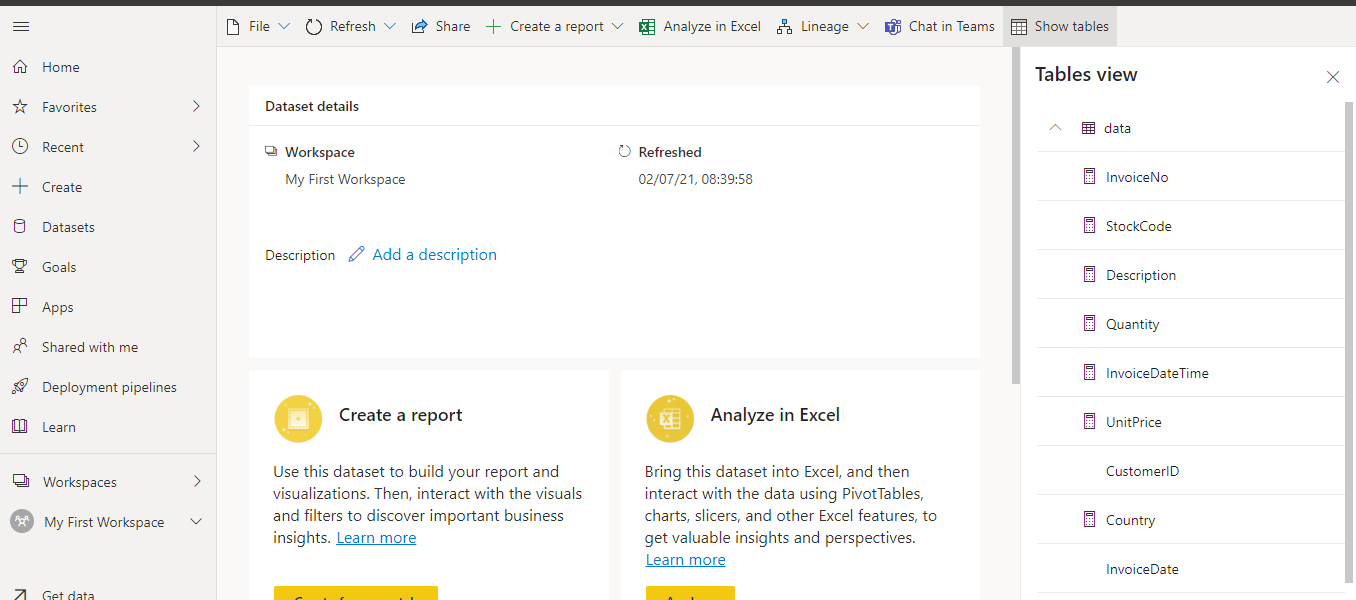 File
Refresh
Share
Create a report
Analyze in Excel
Lineage
Chat in Teams
Show tables
Home
Favorites
Recent
Create
Datasets
Goals
Apps
Shared with me
Deployment pipelines
Learn
Workspaces
My First Workspace
Get data
Dataset details
Workspace
My First Workspace
Refreshed
02/07/21, 08:39:58
Description
Add a description
Create a report
Use this dataset to build your report and
visualizations. Then, interact with the visuals
and filters to discover important business
insights. Learn more
Analyze in Excel
Bring this dataset into Excel, and then
interact with the data using PivotTables,
charts, slicers, and other Excel features, to
get valuable insights and perspectives.
Learn more
Tables view
data
InvoiceNo
StockCode
Description
Quantity
InvoiceDateTime
UnitPrice
CustomerID
Country
InvoiceDate